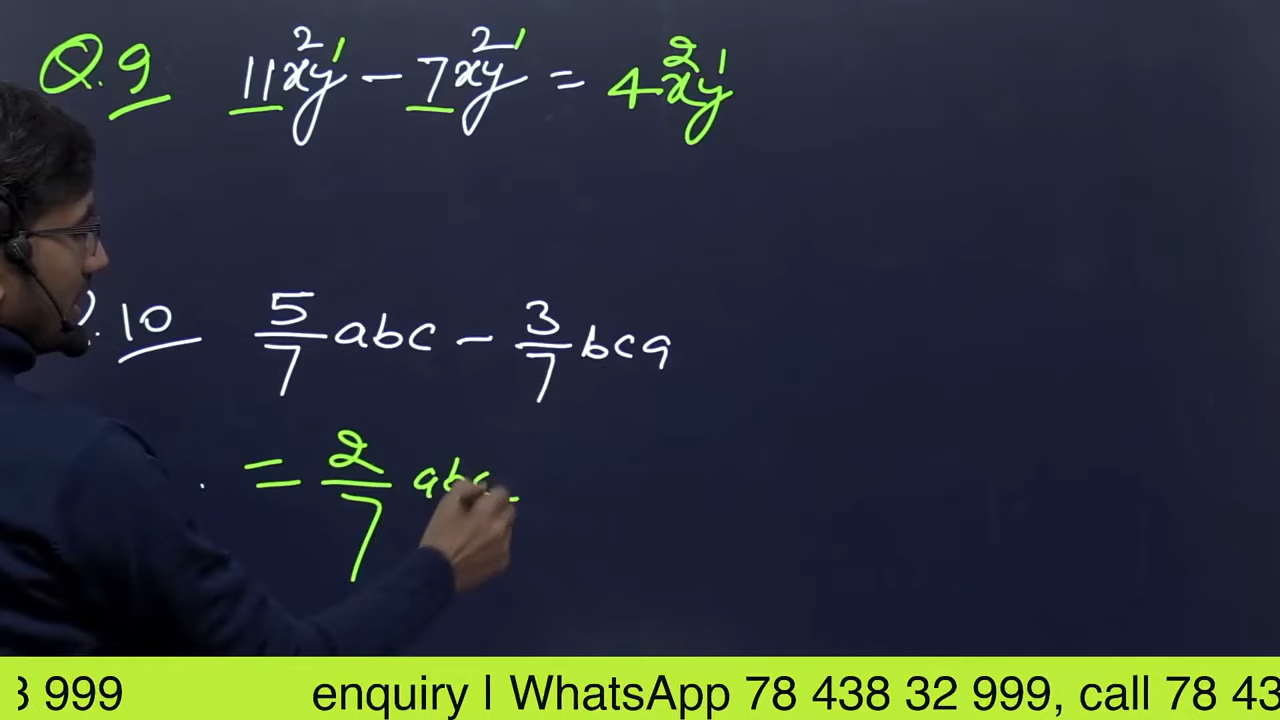 Q.9 11x²y¹ - 7x²y¹ = 4x²y¹
.10 5/7 abc - 3/7 bca
= 2/7 abc
3 999 enquiry | WhatsApp 78 438 32 999, call 78 43